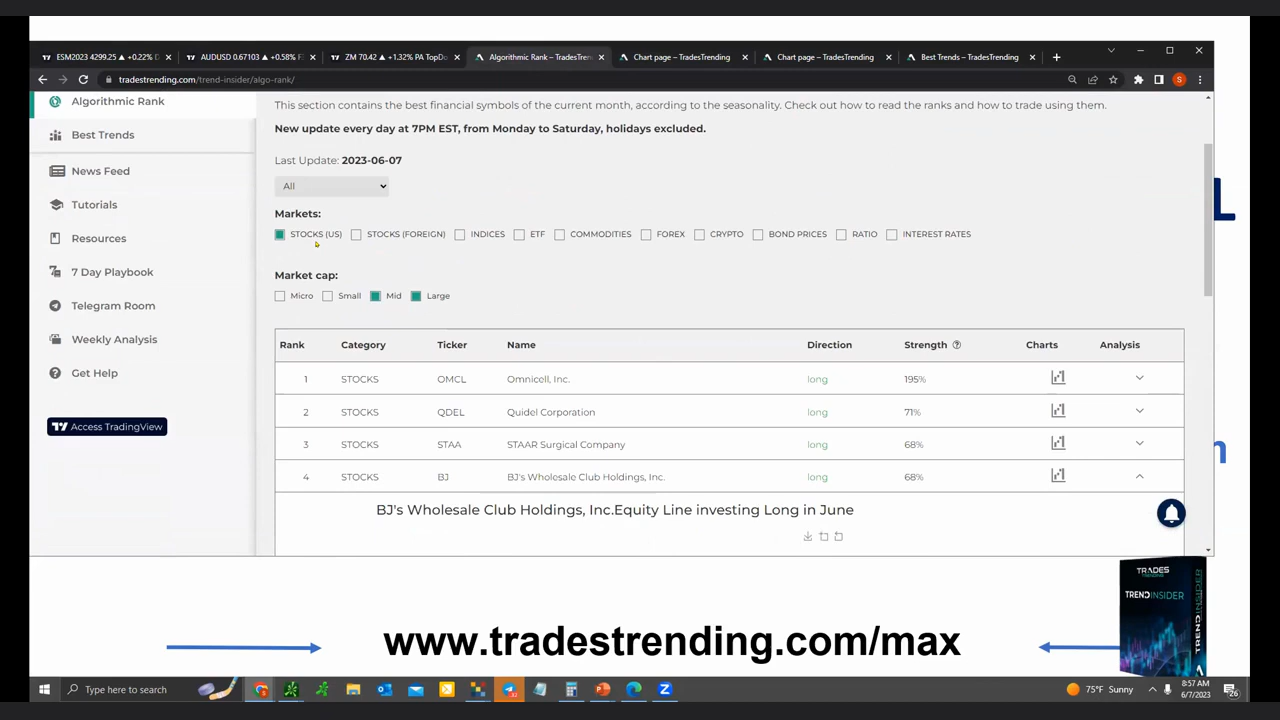 ESM2023 4299.25 ▲ +0.22% D
AUDUSD 0.67103 ▲ +0.58% F
ZM 70.42 ▲ +1.32% PA TopDo
Algorithmic Rank – TradesTrend
Chart page – TradesTrending
Chart page – TradesTrending
Best Trends – TradesTrending
tradestrending.com/trend-insider/algo-rank/
S
Algorithmic Rank
Best Trends
News Feed
Tutorials
Resources
7 Day Playbook
Telegram Room
Weekly Analysis
Get Help
Access TradingView
This section contains the best financial symbols of the current month, according to the seasonality. Check out how to read the ranks and how to trade using them.
New update every day at 7PM EST, from Monday to Saturday, holidays excluded.
Last Update: 2023-06-07
All
Markets:
STOCKS (US) STOCKS (FOREIGN) INDICES ETF COMMODITIES FOREX CRYPTO BOND PRICES RATIO INTEREST RATES
Market cap:
Micro Small Mid Large
Rank Category Ticker Name Direction Strength Charts Analysis
1 STOCKS OMCL Omnicell, Inc. long 195%
2 STOCKS QDEL Quidel Corporation long 71%
3 STOCKS STAA STAAR Surgical Company long 68%
4 STOCKS BJ BJ's Wholesale Club Holdings, Inc. long 68%
BJ's Wholesale Club Holdings, Inc.Equity Line investing Long in June
www.tradestrending.com/max
TRADES
TRENDING
TRENDINSIDER
Type here to search
75°F Sunny
8:57 AM
6/7/2023
26